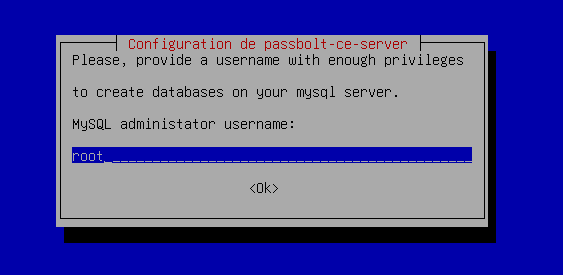 Configuration de passbolt-ce-server
Please, provide a username with enough privileges
to create databases on your mysql server.
MySQL administator username:
root
<Ok>